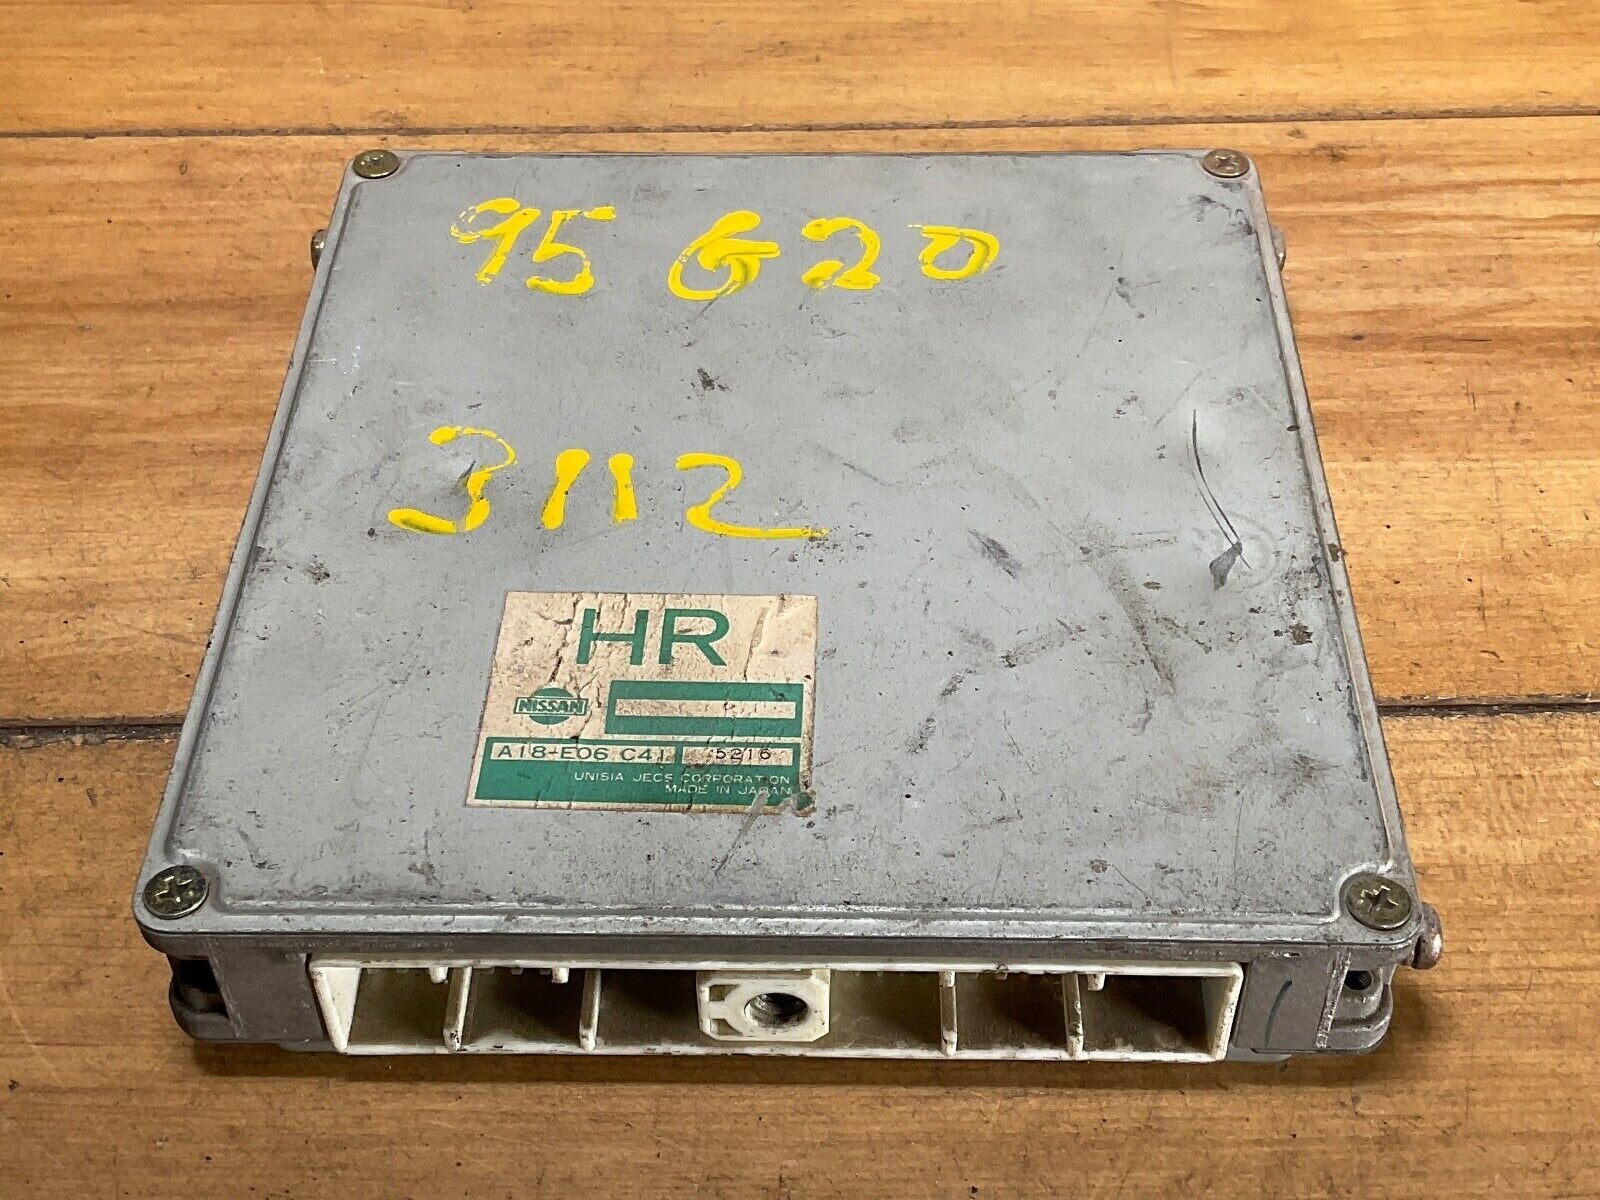 95 G20
3112
HR
NISSAN
A18-E06 C41 5216
UNISIA JECS CORPORATION
MADE IN JAPAN